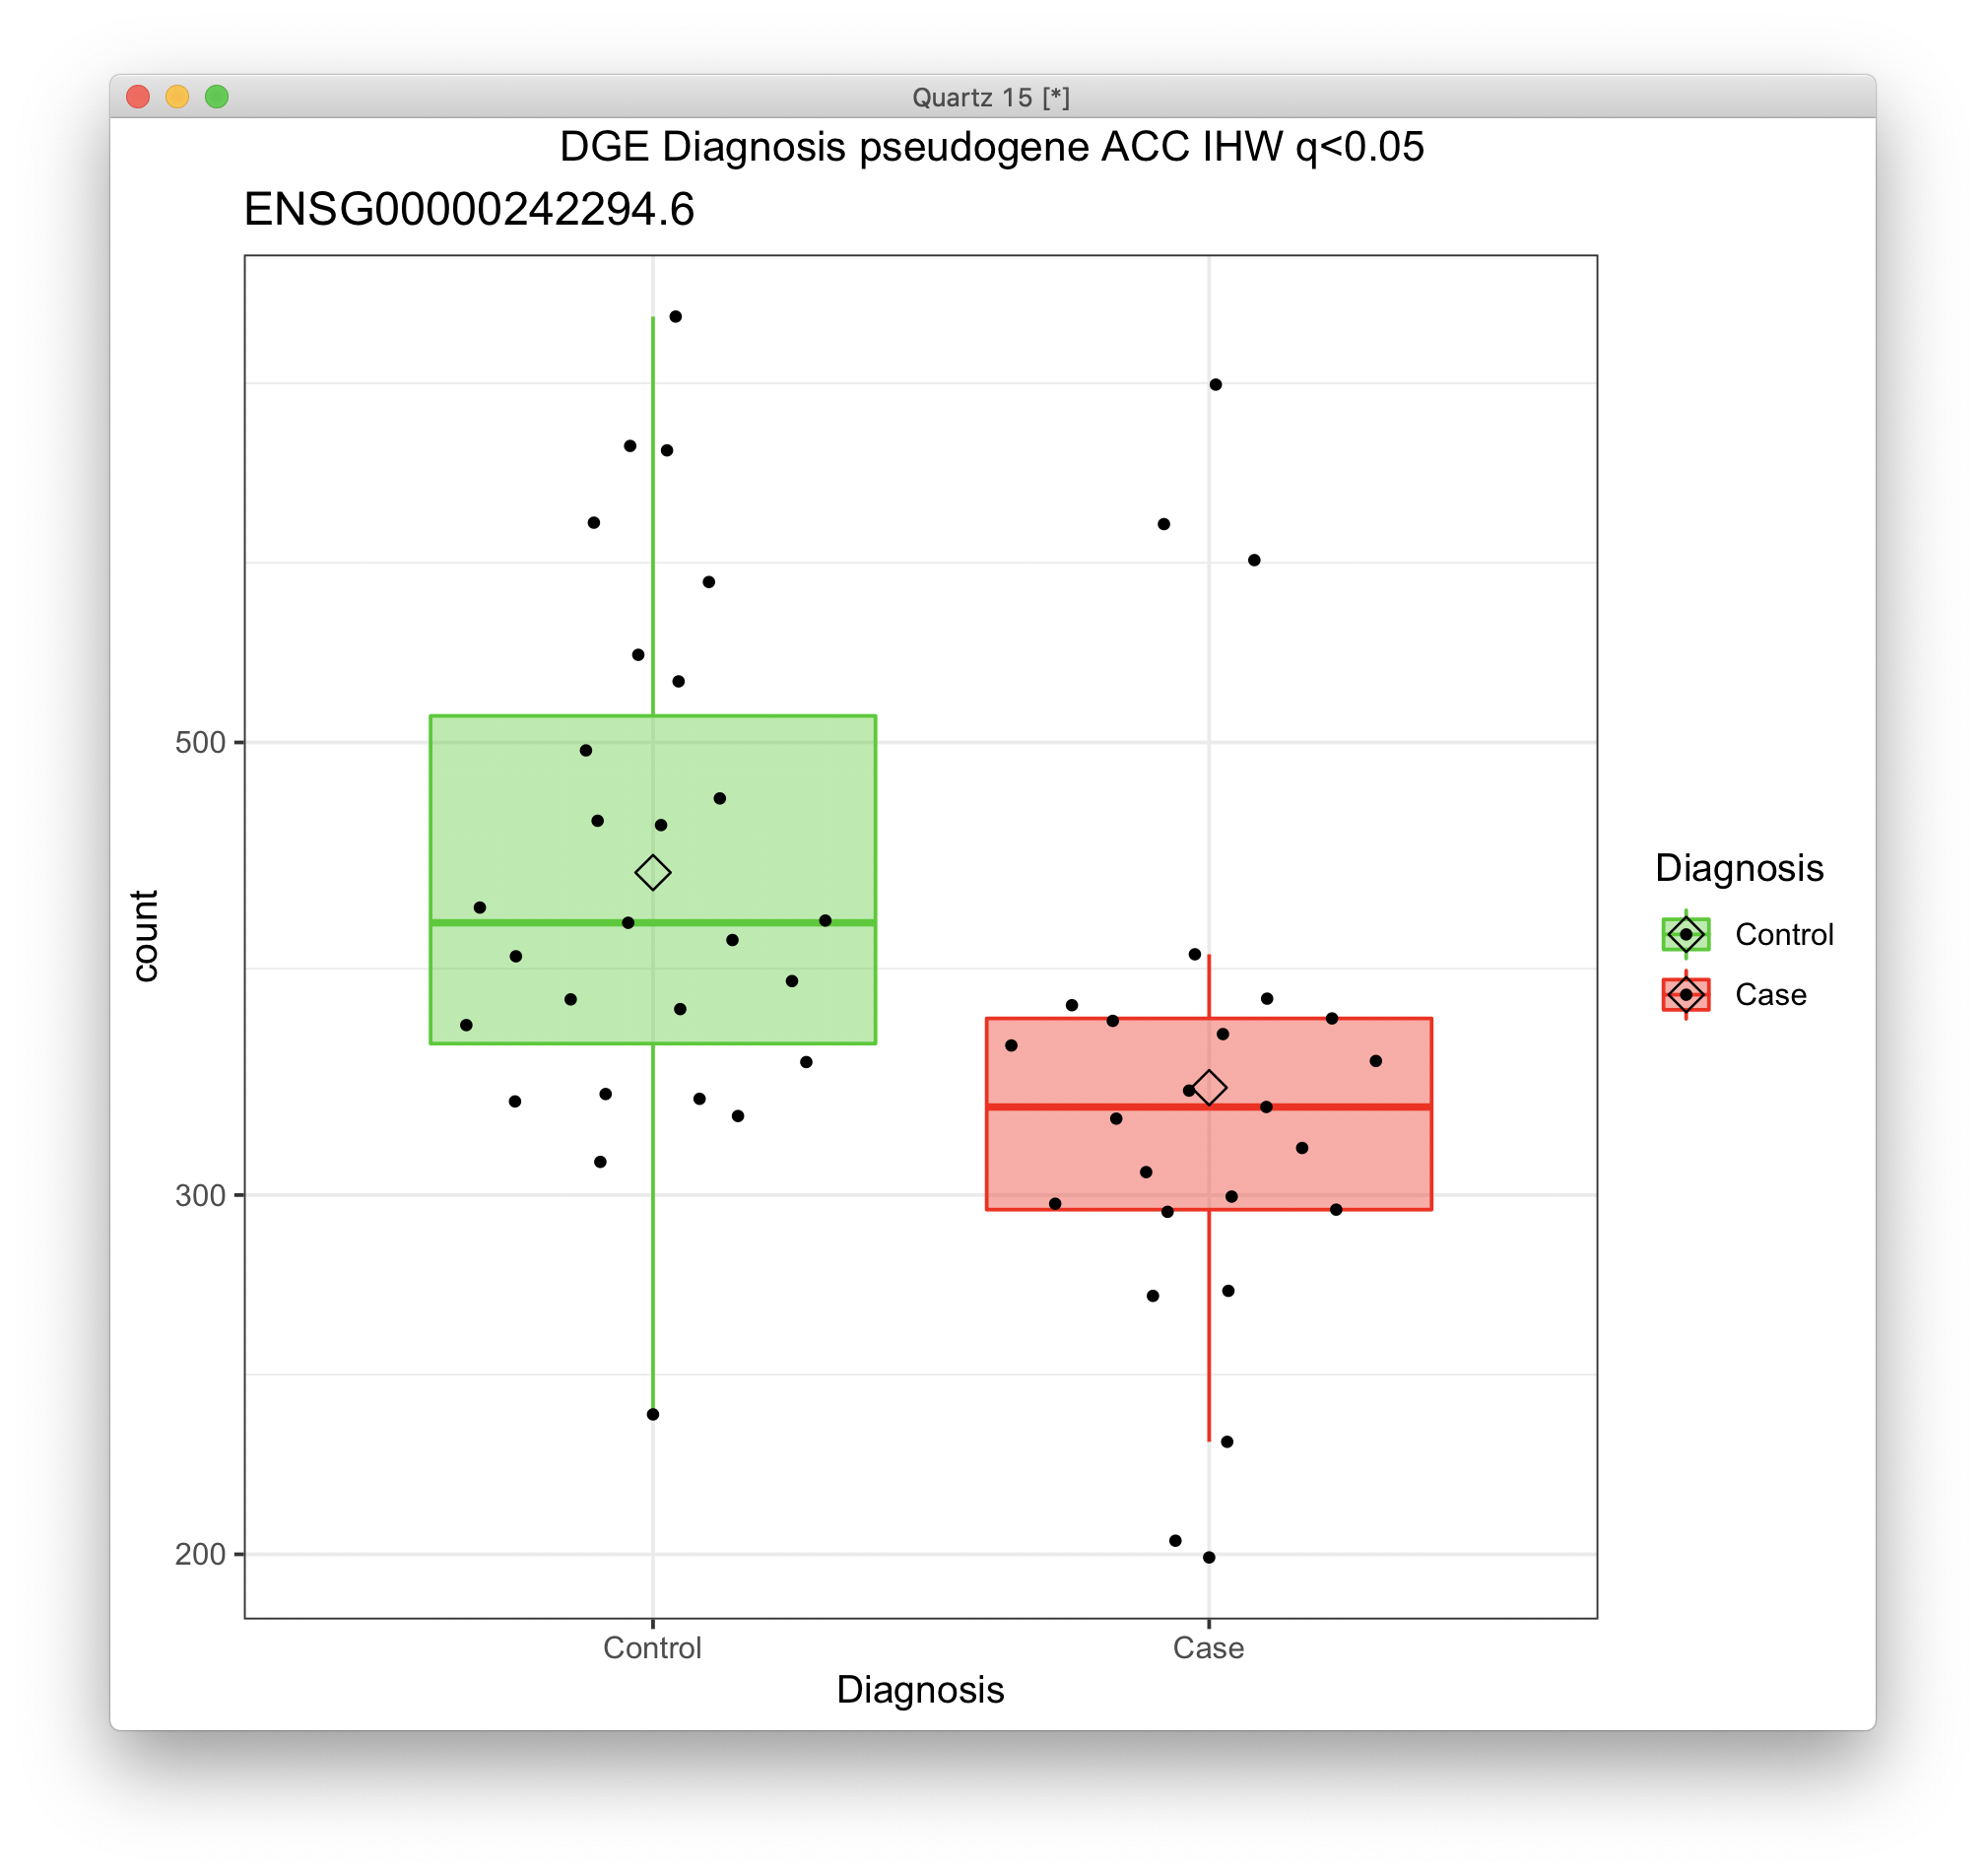 Quartz 15 [*]
DGE Diagnosis pseudogene ACC IHW q<0.05
ENSG00000242294.6
500
300
200
count
Control
Case
Diagnosis
Diagnosis
Control
Case